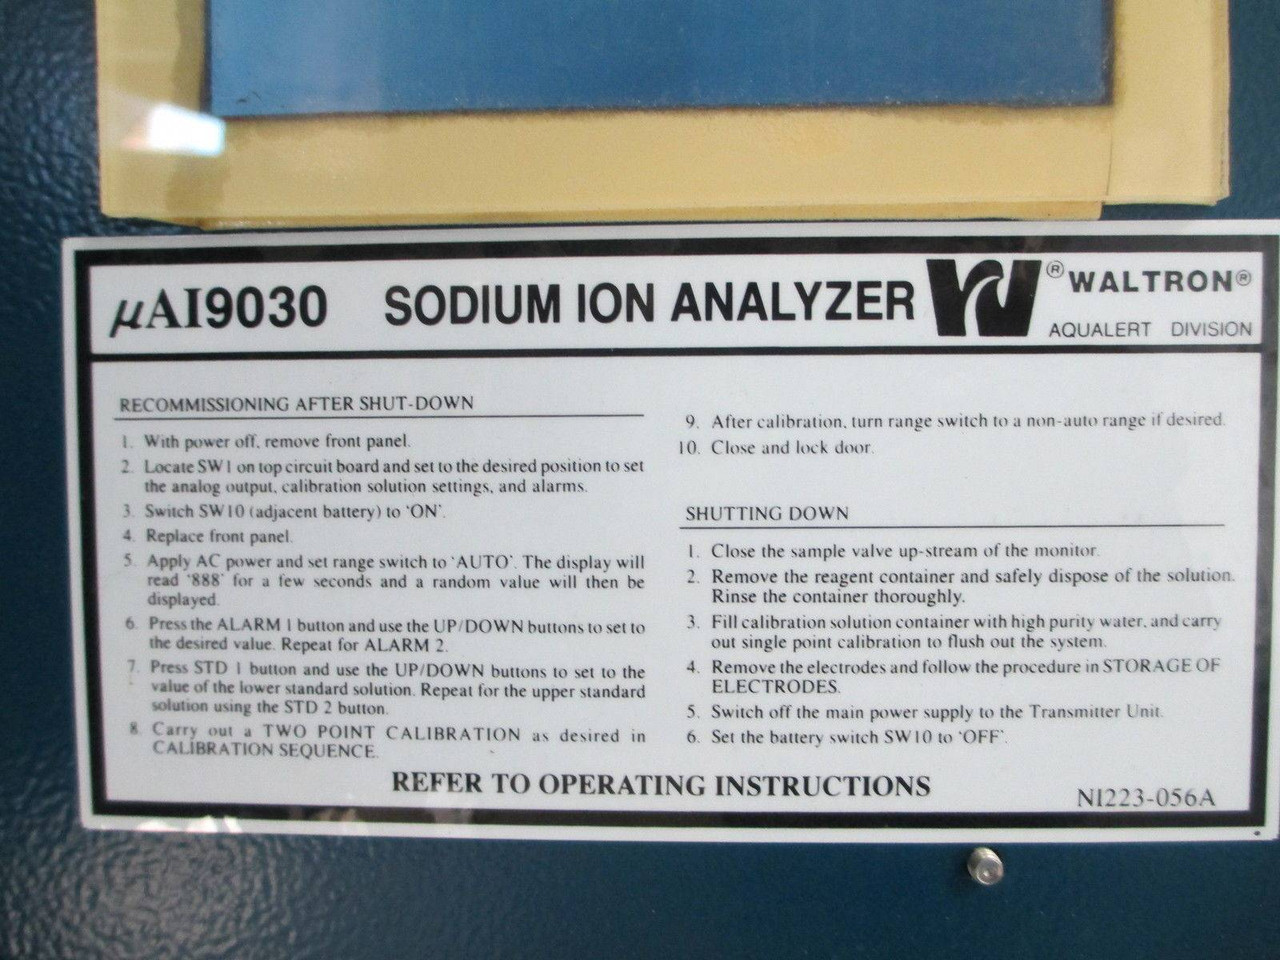 µAI9030 SODIUM ION ANALYZER ® WALTRON®
AQUALERT DIVISION
RECOMMISSIONING AFTER SHUT-DOWN
1. With power off, remove front panel.
2. Locate SW1 on top circuit board and set to the desired position to set
the analog output, calibration solution settings, and alarms.
3. Switch SW10 (adjacent battery) to 'ON'.
4. Replace front panel.
5. Apply AC power and set range switch to 'AUTO'. The display will
read '888' for a few seconds and a random value will then be
displayed.
6. Press the ALARM 1 button and use the UP/DOWN buttons to set to
the desired value. Repeat for ALARM 2.
7. Press STD 1 button and use the UP/DOWN buttons to set to the
value of the lower standard solution. Repeat for the upper standard
solution using the STD 2 button.
8. Carry out a TWO POINT CALIBRATION as desired in
CALIBRATION SEQUENCE.
9. After calibration, turn range switch to a non-auto range if desired.
10. Close and lock door.
SHUTTING DOWN
1. Close the sample valve up-stream of the monitor.
2. Remove the reagent container and safely dispose of the solution.
Rinse the container thoroughly.
3. Fill calibration solution container with high purity water, and carry
out single point calibration to flush out the system.
4. Remove the electrodes and follow the procedure in STORAGE OF
ELECTRODES.
5. Switch off the main power supply to the Transmitter Unit.
6. Set the battery switch SW10 to 'OFF'.
REFER TO OPERATING INSTRUCTIONS
NI223-056A